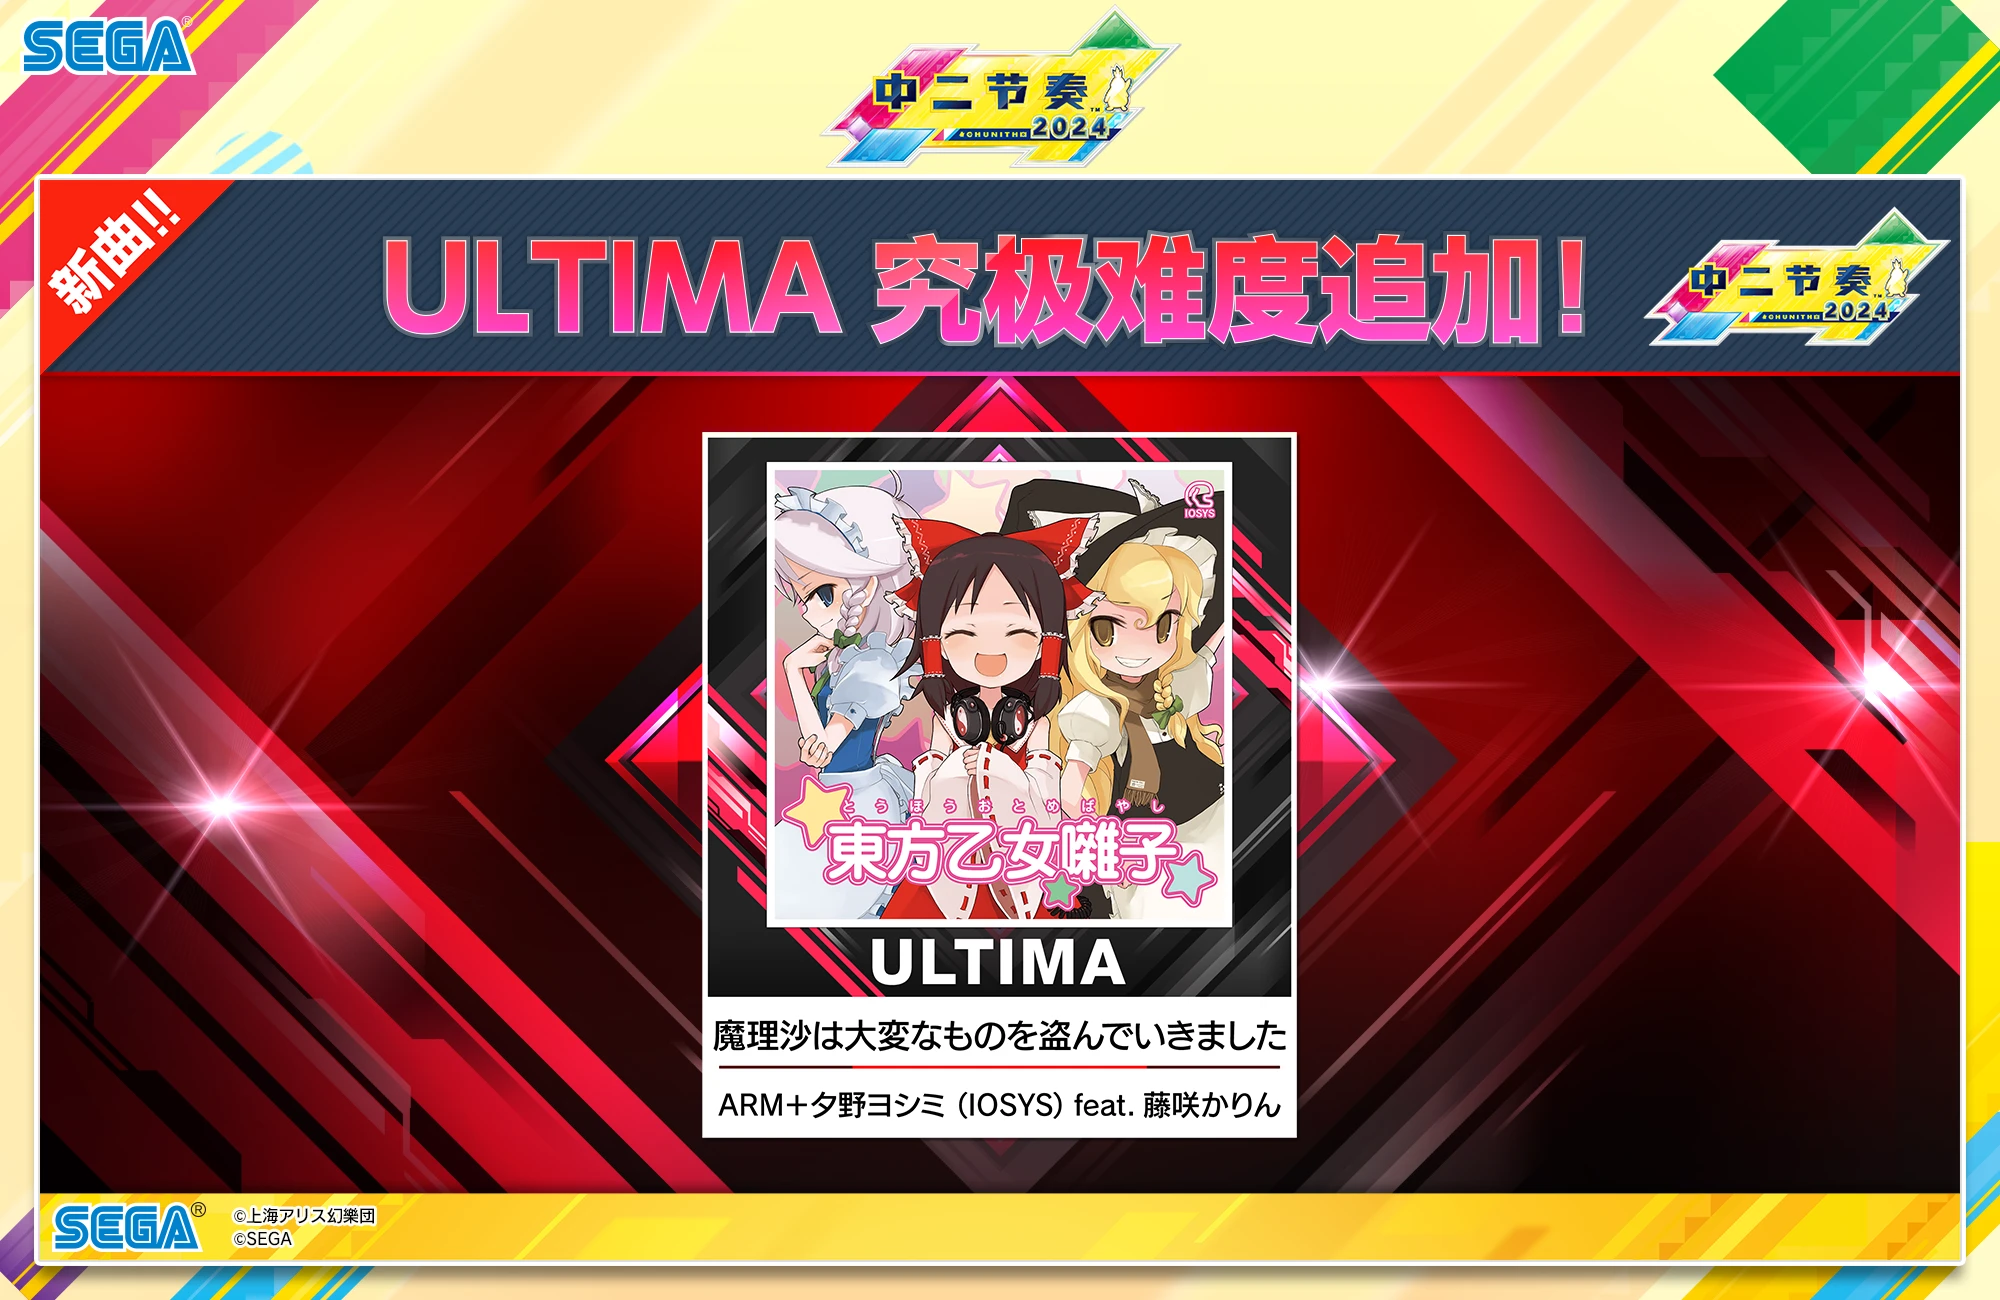 SEGA
中二节奏
CHUNITHM
2024
新曲!!
ULTIMA 究极难度追加!
中二节奏
CHUNITHM
2024
IOSYS
とうほうおとめばやし
東方乙女囃子
ULTIMA
魔理沙は大変なものを盗んでいきました
ARM+夕野ヨシミ (IOSYS) feat. 藤咲かりん
SEGA®
©上海アリス幻樂団
©SEGA